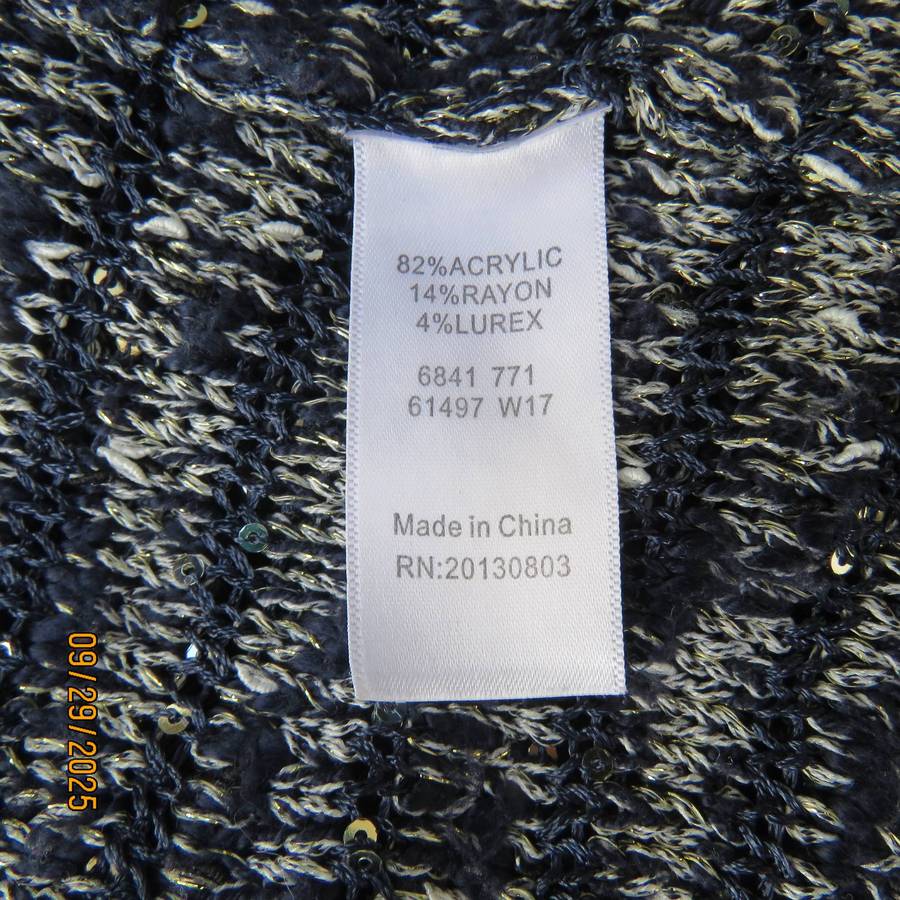 82%ACRYLIC
14%RAYON
4%LUREX
6841 771
61497 W17
Made in China
RN:20130803
09/29/2025